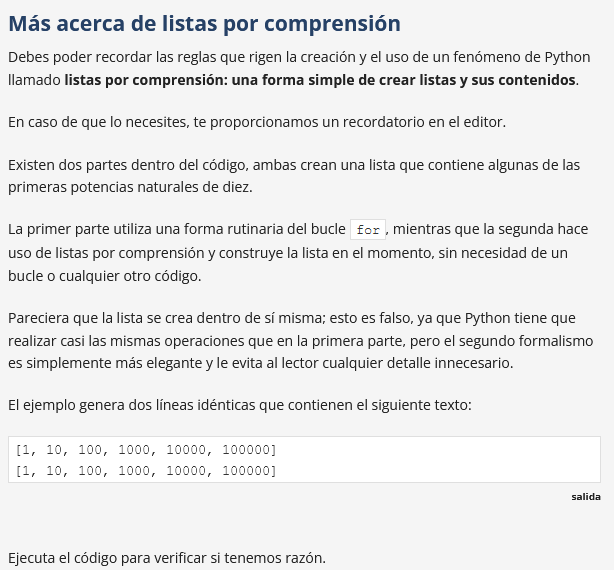 Más acerca de listas por comprensión
Debes poder recordar las reglas que rigen la creación y el uso de un fenómeno de Python
llamado listas por comprensión: una forma simple de crear listas y sus contenidos.
En caso de que lo necesites, te proporcionamos un recordatorio en el editor.
Existen dos partes dentro del código, ambas crean una lista que contiene algunas de las
primeras potencias naturales de diez.
La primer parte utiliza una forma rutinaria del bucle for, mientras que la segunda hace
uso de listas por comprensión y construye la lista en el momento, sin necesidad de un
bucle o cualquier otro código.
Pareciera que la lista se crea dentro de sí misma; esto es falso, ya que Python tiene que
realizar casi las mismas operaciones que en la primera parte, pero el segundo formalismo
es simplemente más elegante y le evita al lector cualquier detalle innecesario.
El ejemplo genera dos líneas idénticas que contienen el siguiente texto:
[1, 10, 100, 1000, 10000, 100000]
[1, 10, 100, 1000, 10000, 100000]
salida
Ejecuta el código para verificar si tenemos razón.